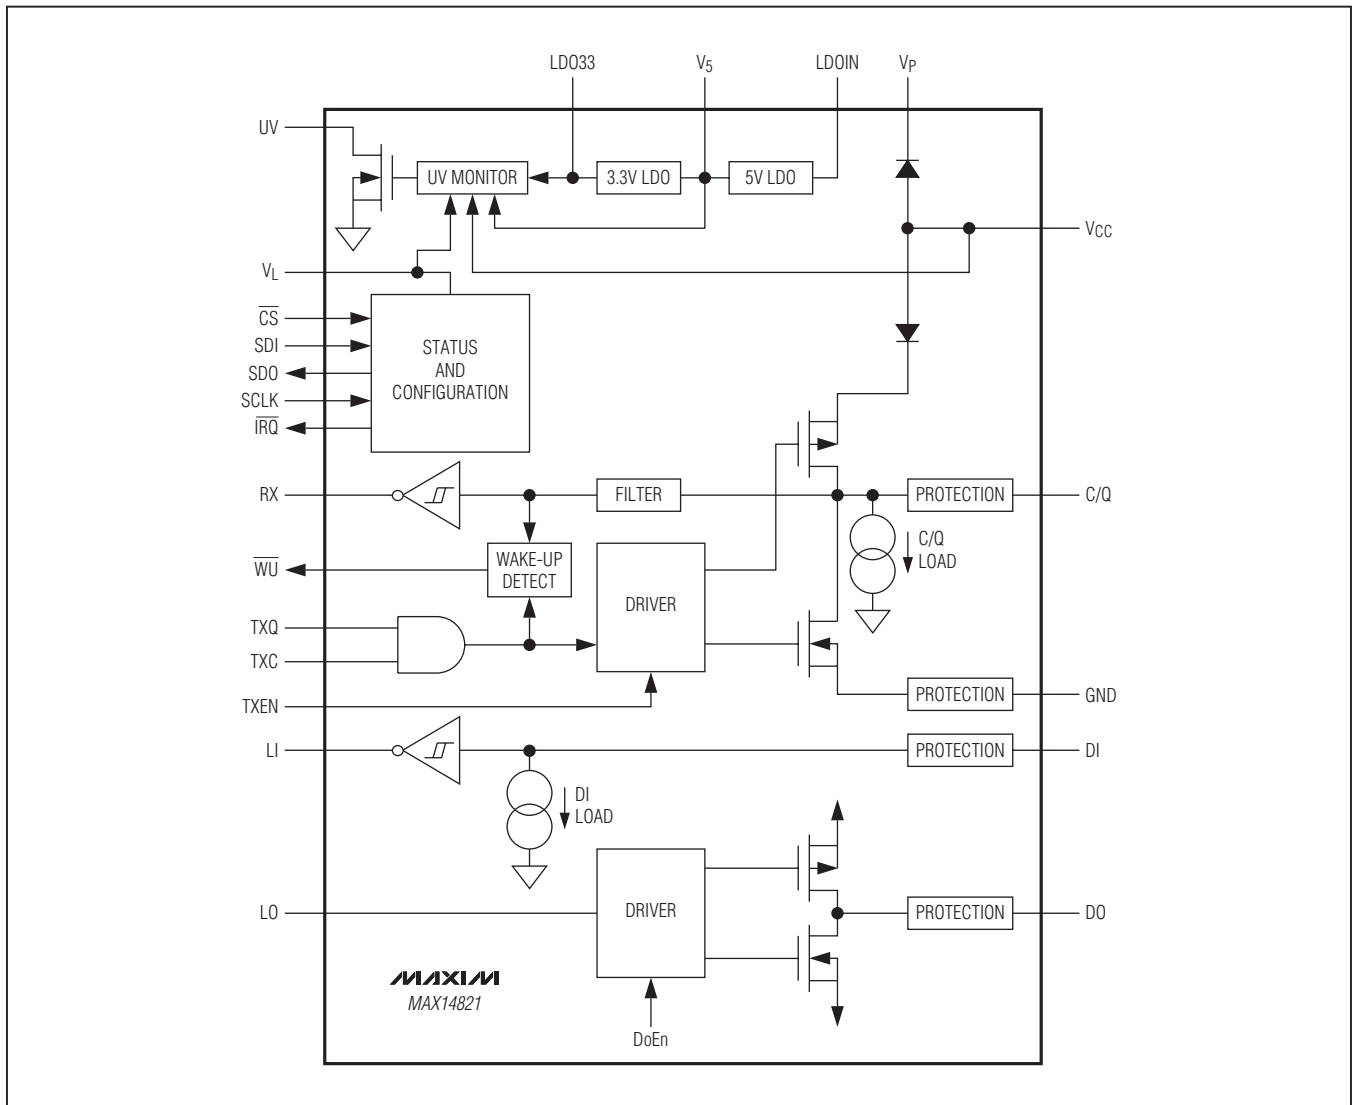 LDO33 V5 LDOIN VP
UV
UV MONITOR 3.3V LDO 5V LDO
VCC
VL
CS
SDI
SDO
SCLK
IRQ
STATUS
AND
CONFIGURATION
RX FILTER PROTECTION C/Q
C/Q
LOAD
WU
WAKE-UP
DETECT
DRIVER
TXQ
TXC
TXEN
PROTECTION GND
LI PROTECTION DI
DI
LOAD
LO DRIVER PROTECTION DO
MAXIM
MAX14821
DoEn